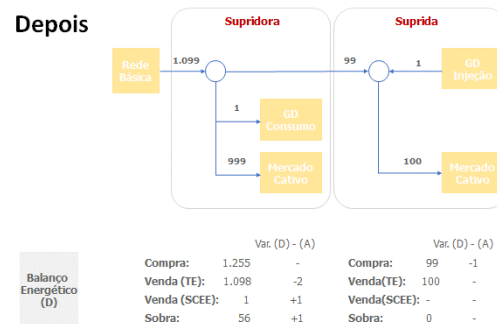 Depois
Supridora
Suprida
Rede
Básica
1.099
99
1
GD
Injeção
1
GD
Consumo
999
Mercado
Cativo
100
Mercado
Cativo
Balanço
Energético
(D)
Var. (D) - (A)
Compra: 1.255 -
Venda (TE): 1.098 -2
Venda (SCEE): 1 +1
Sobra: 56 +1
Var. (D) - (A)
Compra: 99 -1
Venda(TE): 100 -
Venda(SCEE): - -
Sobra: 0 -